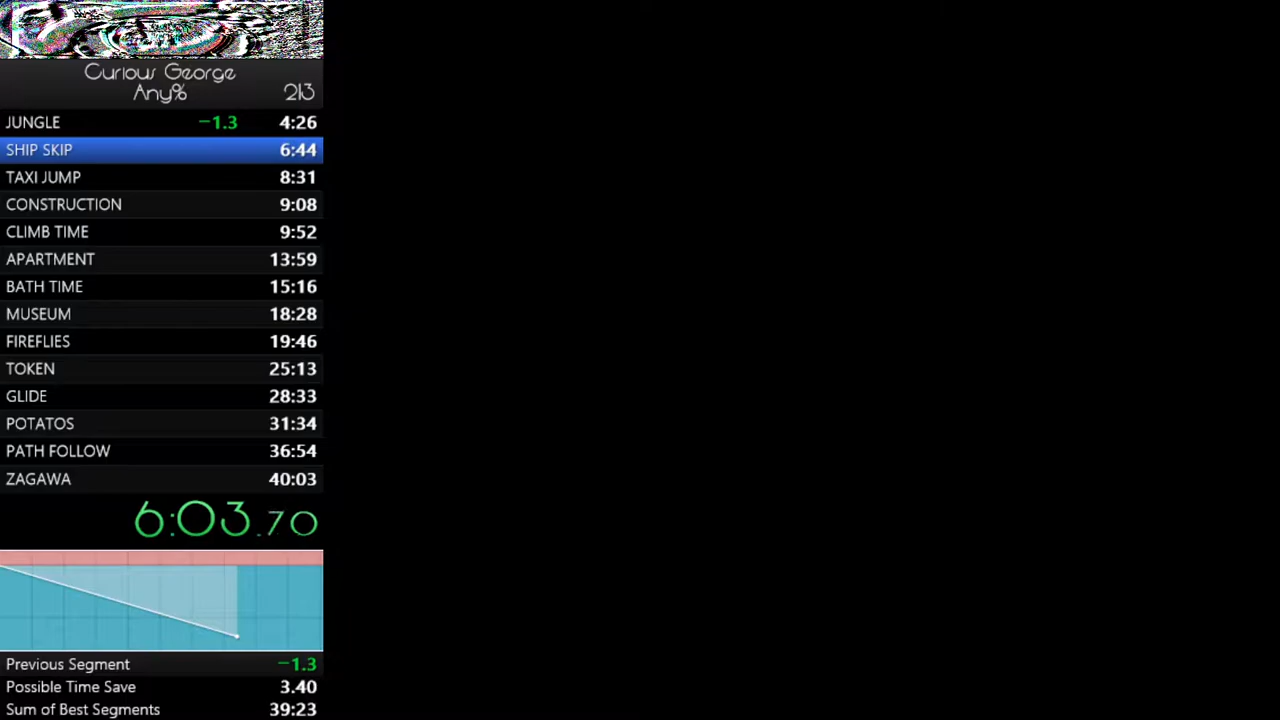 Curious George
Any% 213
JUNGLE −1.3 4:26
SHIP SKIP 6:44
TAXI JUMP 8:31
CONSTRUCTION 9:08
CLIMB TIME 9:52
APARTMENT 13:59
BATH TIME 15:16
MUSEUM 18:28
FIREFLIES 19:46
TOKEN 25:13
GLIDE 28:33
POTATOS 31:34
PATH FOLLOW 36:54
ZAGAWA 40:03
6:03.70
Previous Segment −1.3
Possible Time Save 3.40
Sum of Best Segments 39:23